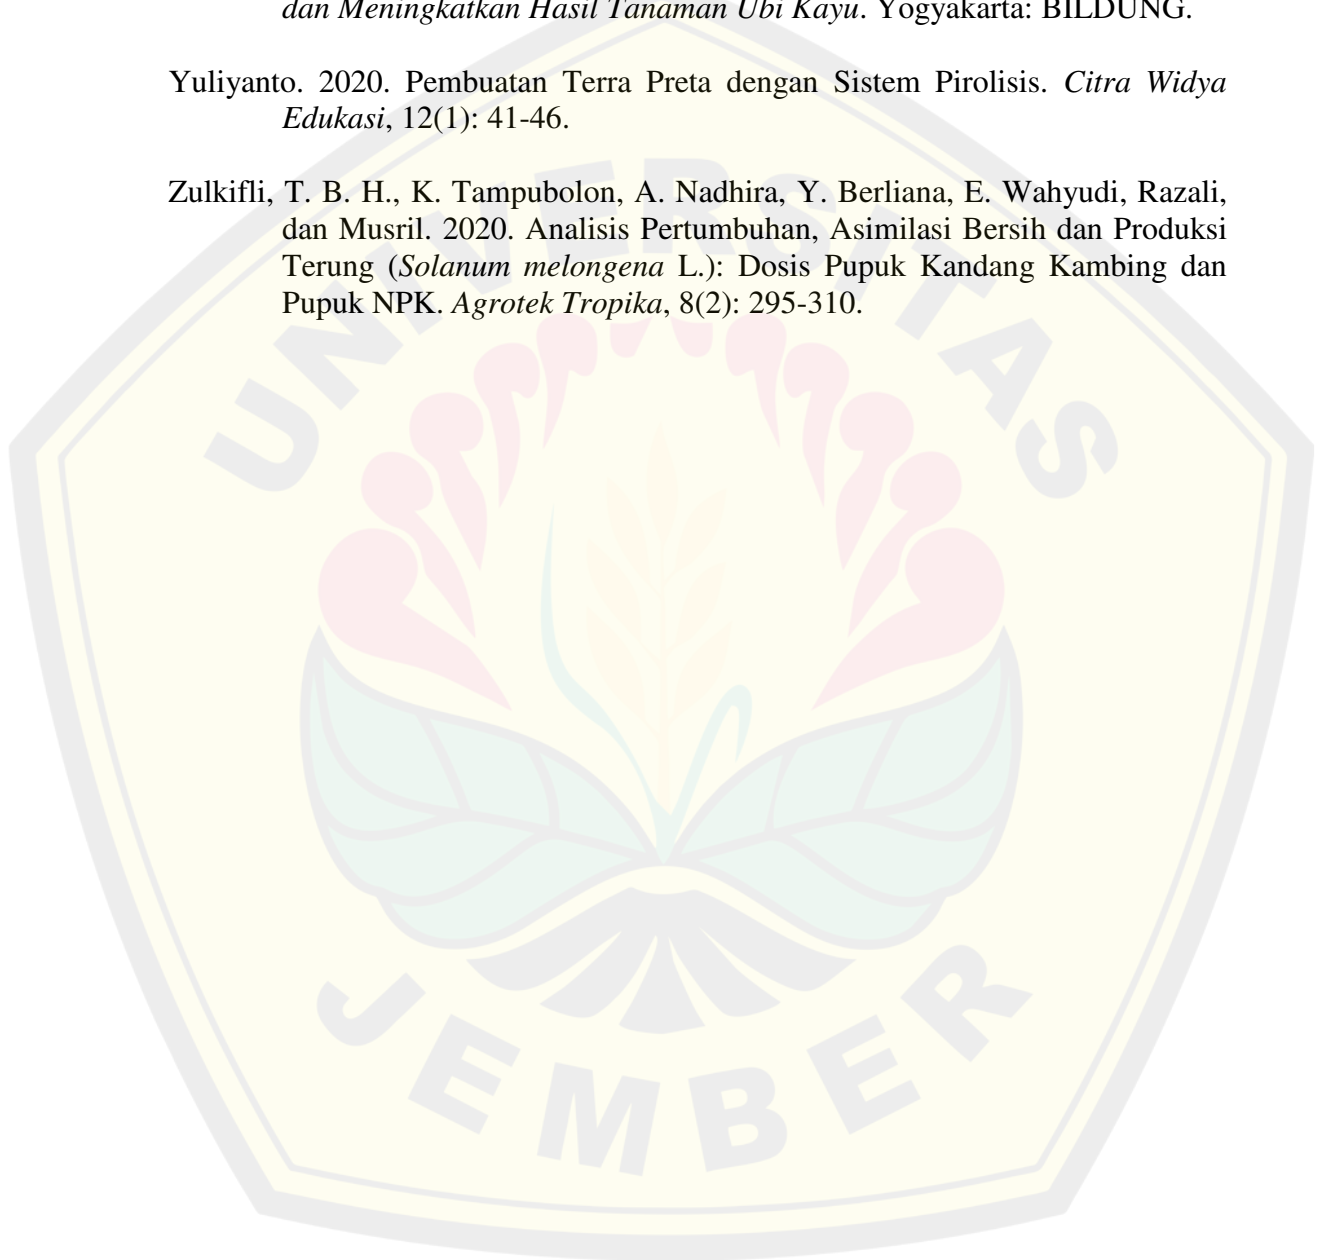 dan Meningkatkan Hasil Tanaman Ubi Kayu. Yogyakarta: BILDUNG.
Yuliyanto. 2020. Pembuatan Terra Preta dengan Sistem Pirolisis. Citra Widya
Edukasi, 12(1): 41-46.
Zulkifli, T. B. H., K. Tampubolon, A. Nadhira, Y. Berliana, E. Wahyudi, Razali,
dan Musril. 2020. Analisis Pertumbuhan, Asimilasi Bersih dan Produksi
Terung (Solanum melongena L.): Dosis Pupuk Kandang Kambing dan
Pupuk NPK. Agrotek Tropika, 8(2): 295-310.
UNIVERSITAS
JEMBER